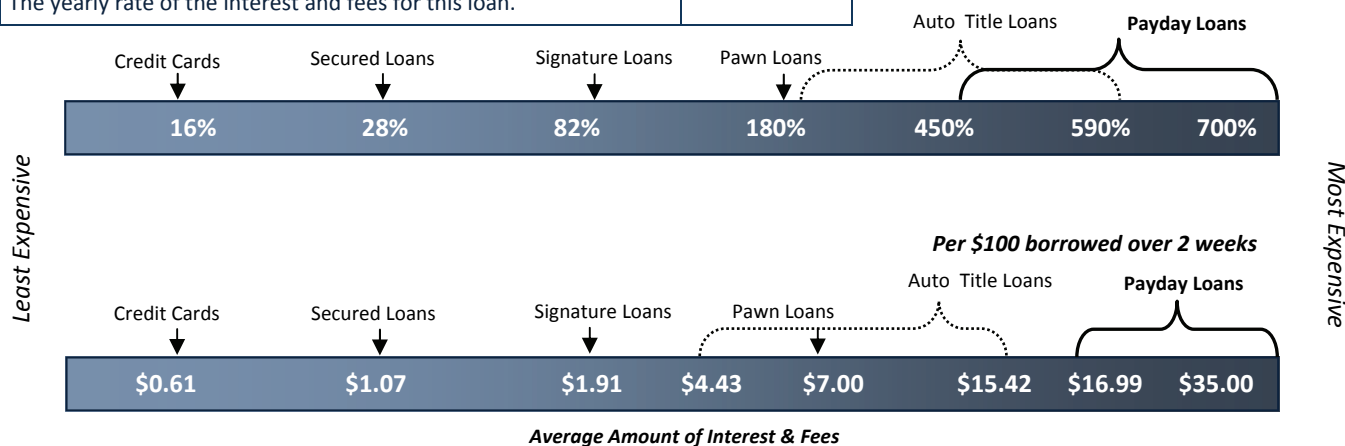 The yearly rate of the interest and fees for this loan.
Auto Title Loans
Payday Loans
Credit Cards
Secured Loans
Signature Loans
Pawn Loans
16%
28%
82%
180%
450%
590%
700%
Least Expensive
Most Expensive
Per $100 borrowed over 2 weeks
Auto Title Loans
Payday Loans
Credit Cards
Secured Loans
Signature Loans
Pawn Loans
$0.61
$1.07
$1.91
$4.43
$7.00
$15.42
$16.99
$35.00
Average Amount of Interest & Fees